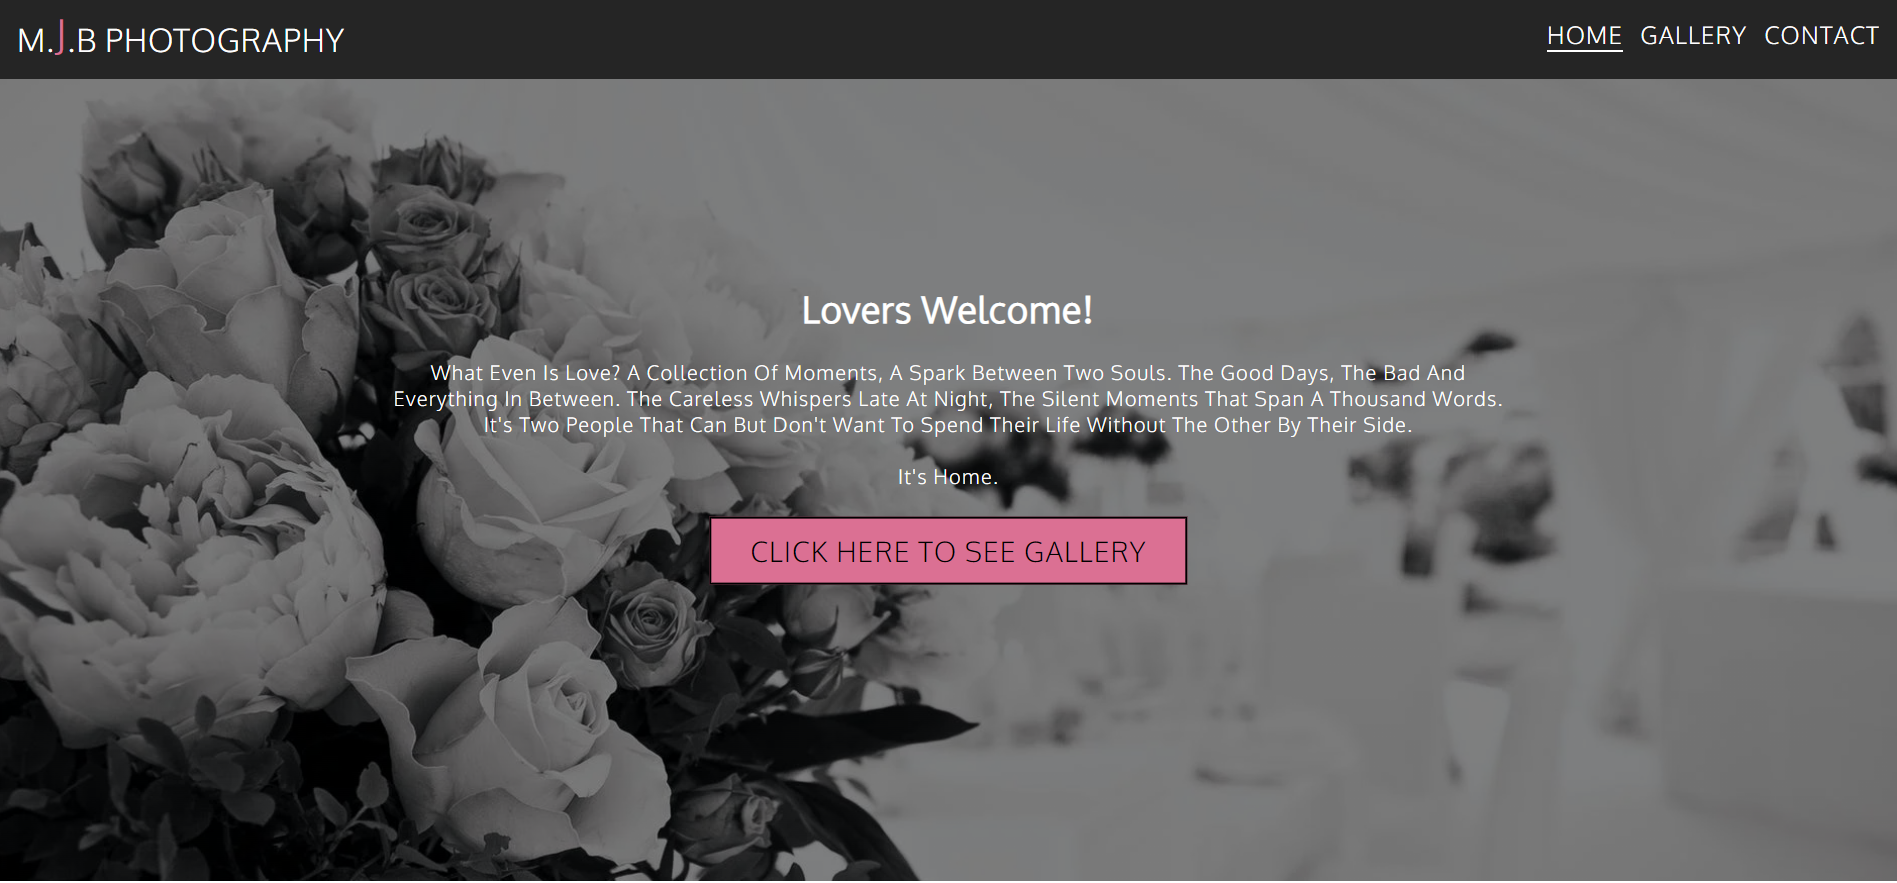 M.J.B PHOTOGRAPHY
HOME GALLERY CONTACT
Lovers Welcome!
What Even Is Love? A Collection Of Moments, A Spark Between Two Souls. The Good Days, The Bad And
Everything In Between. The Careless Whispers Late At Night, The Silent Moments That Span A Thousand Words.
It's Two People That Can But Don't Want To Spend Their Life Without The Other By Their Side.
It's Home.
CLICK HERE TO SEE GALLERY